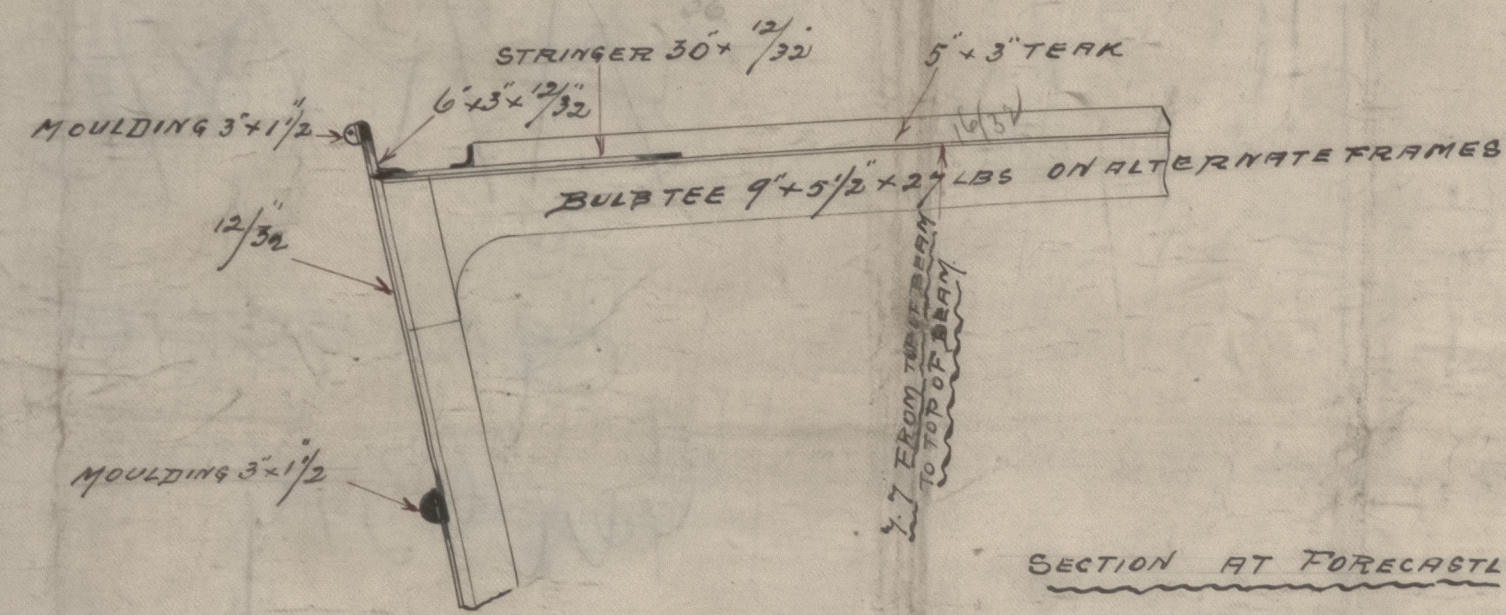 STRINGER 30" x 12/32"
5" x 3" TEAK
6" x 3" x 12/32"
MOULDING 3" x 1 1/2"
16/32
BULB TEE 9" x 5 1/2" x 27 LBS ON ALTERNATE FRAMES
12/32"
7.7 FROM TOP OF BEAM
TO TOP OF BEAM
MOULDING 3" x 1 1/2"
SECTION AT FORECASTL